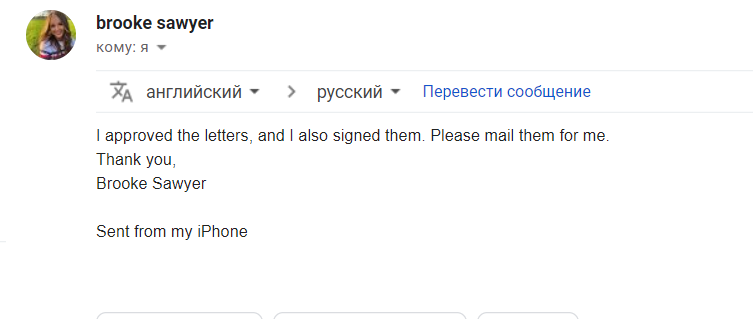 brooke sawyer
кому: я
английский > русский Перевести сообщение
I approved the letters, and I also signed them. Please mail them for me.
Thank you,
Brooke Sawyer
Sent from my iPhone